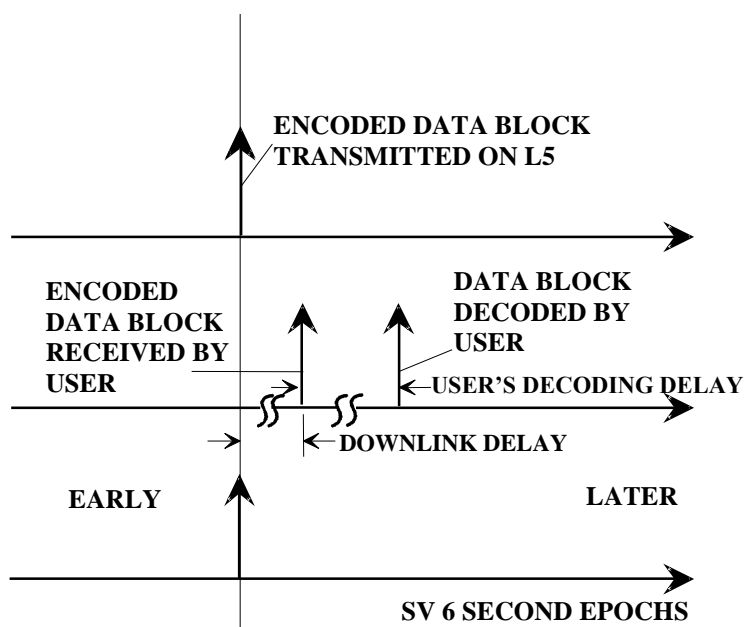 ENCODED DATA BLOCK
TRANSMITTED ON L5
ENCODED
DATA BLOCK
RECEIVED BY
USER
DATA BLOCK
DECODED BY
USER
USER’S DECODING DELAY
DOWNLINK DELAY
EARLY
LATER
SV 6 SECOND EPOCHS